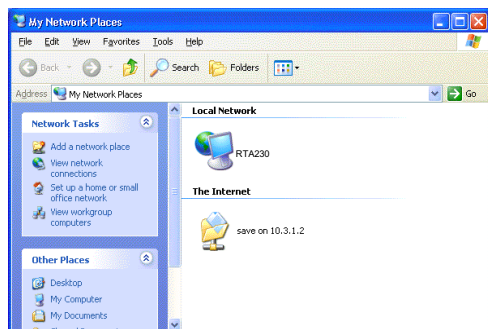 My Network Places
File Edit View Favorites Tools Help
Back Search Folders
Address My Network Places Go
Network Tasks
Add a network place
View network
connections
Set up a home or small
office network
View workgroup
computers
Other Places
Desktop
My Computer
My Documents
Local Network
RTA230
The Internet
save on 10.3.1.2